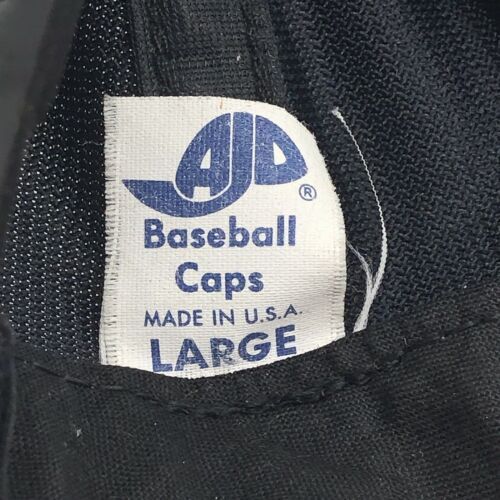 AJD®
Baseball
Caps
MADE IN U.S.A.
LARGE